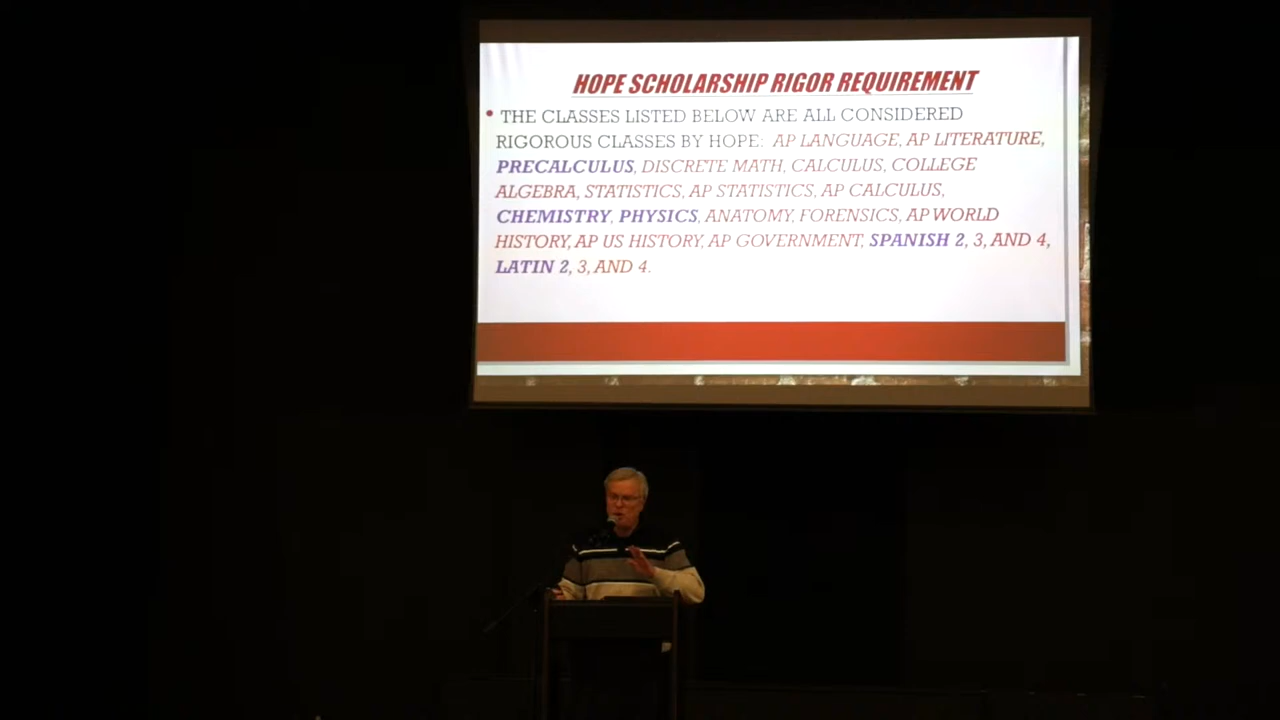 HOPE SCHOLARSHIP RIGOR REQUIREMENT
• THE CLASSES LISTED BELOW ARE ALL CONSIDERED
RIGOROUS CLASSES BY HOPE: AP LANGUAGE, AP LITERATURE,
PRECALCULUS, DISCRETE MATH, CALCULUS, COLLEGE
ALGEBRA, STATISTICS, AP STATISTICS, AP CALCULUS,
CHEMISTRY, PHYSICS, ANATOMY, FORENSICS, AP WORLD
HISTORY, AP US HISTORY, AP GOVERNMENT, SPANISH 2, 3, AND 4,
LATIN 2, 3, AND 4.